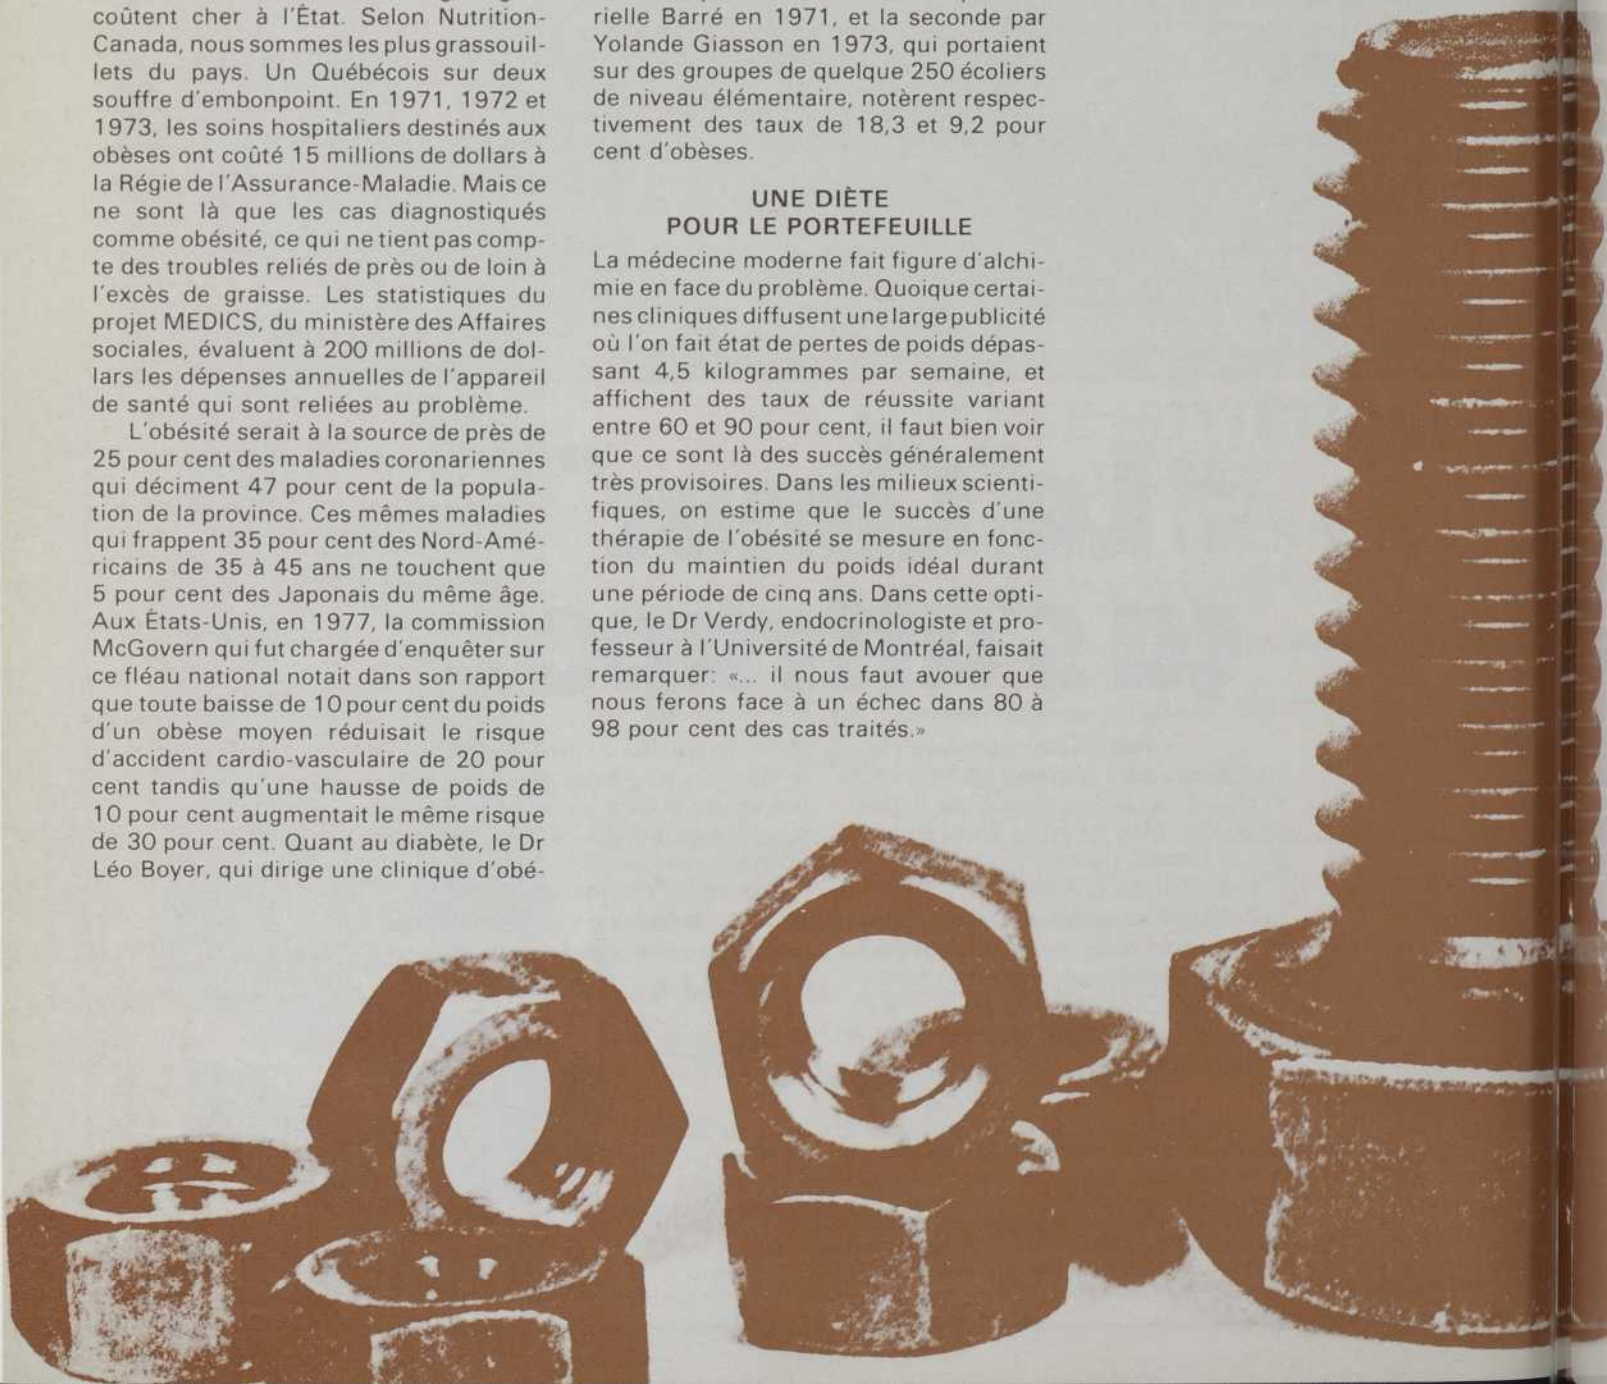 coûtent cher à l'État. Selon Nutrition-
Canada, nous sommes les plus grassouil-
lets du pays. Un Québécois sur deux
souffre d'embonpoint. En 1971, 1972 et
1973, les soins hospitaliers destinés aux
obèses ont coûté 15 millions de dollars à
la Régie de l'Assurance-Maladie. Mais ce
ne sont là que les cas diagnostiqués
comme obésité, ce qui ne tient pas comp-
te des troubles reliés de près ou de loin à
l'excès de graisse. Les statistiques du
projet MEDICS, du ministère des Affaires
sociales, évaluent à 200 millions de dol-
lars les dépenses annuelles de l'appareil
de santé qui sont reliées au problème.
L'obésité serait à la source de près de
25 pour cent des maladies coronariennes
qui déciment 47 pour cent de la popula-
tion de la province. Ces mêmes maladies
qui frappent 35 pour cent des Nord-Amé-
ricains de 35 à 45 ans ne touchent que
5 pour cent des Japonais du même âge.
Aux États-Unis, en 1977, la commission
McGovern qui fut chargée d'enquêter sur
ce fléau national notait dans son rapport
que toute baisse de 10 pour cent du poids
d'un obèse moyen réduisait le risque
d'accident cardio-vasculaire de 20 pour
cent tandis qu'une hausse de poids de
10 pour cent augmentait le même risque
de 30 pour cent. Quant au diabète, le Dr
Léo Boyer, qui dirige une clinique d'obé-
rielle Barré en 1971, et la seconde par
Yolande Giasson en 1973, qui portaient
sur des groupes de quelque 250 écoliers
de niveau élémentaire, notèrent respec-
tivement des taux de 18,3 et 9,2 pour
cent d'obèses.
UNE DIÈTE
POUR LE PORTEFEUILLE
La médecine moderne fait figure d'alchi-
mie en face du problème. Quoique certai-
nes cliniques diffusent une large publicité
où l'on fait état de pertes de poids dépas-
sant 4,5 kilogrammes par semaine, et
affichent des taux de réussite variant
entre 60 et 90 pour cent, il faut bien voir
que ce sont là des succès généralement
très provisoires. Dans les milieux scienti-
fiques, on estime que le succès d'une
thérapie de l'obésité se mesure en fonc-
tion du maintien du poids idéal durant
une période de cinq ans. Dans cette opti-
que, le Dr Verdy, endocrinologiste et pro-
fesseur à l'Université de Montréal, faisait
remarquer: «... il nous faut avouer que
nous ferons face à un échec dans 80 à
98 pour cent des cas traités.»